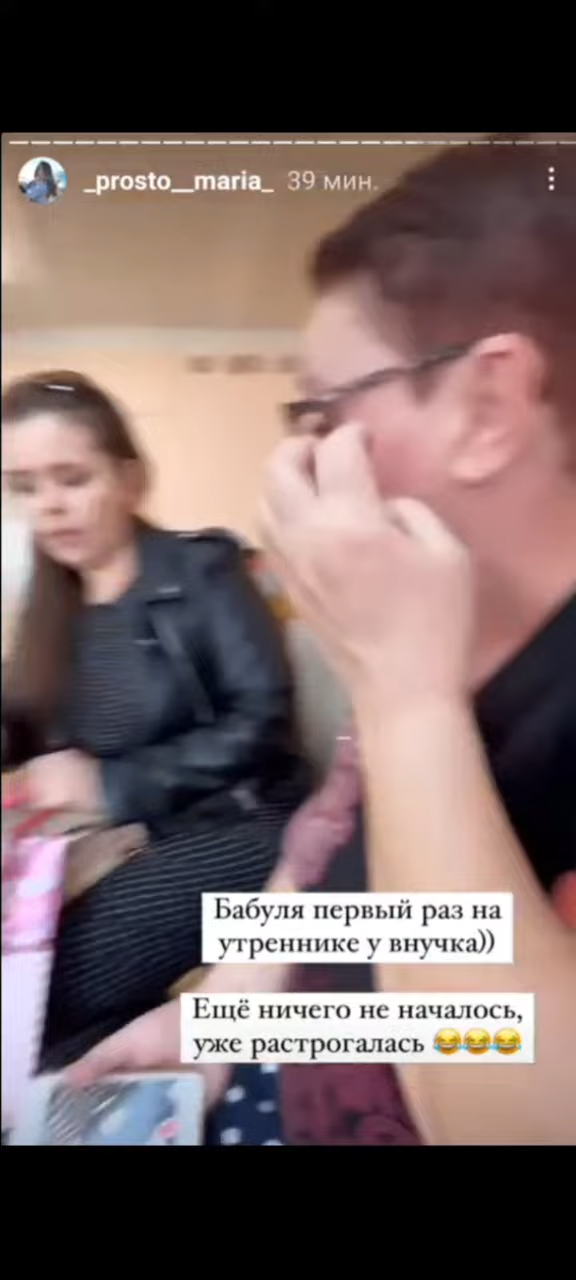 _prosto__maria_ 39 мин.
Бабуля первый раз на
утреннике у внучка))
Ещё ничего не началось,
уже растрогалась 😂😂😂